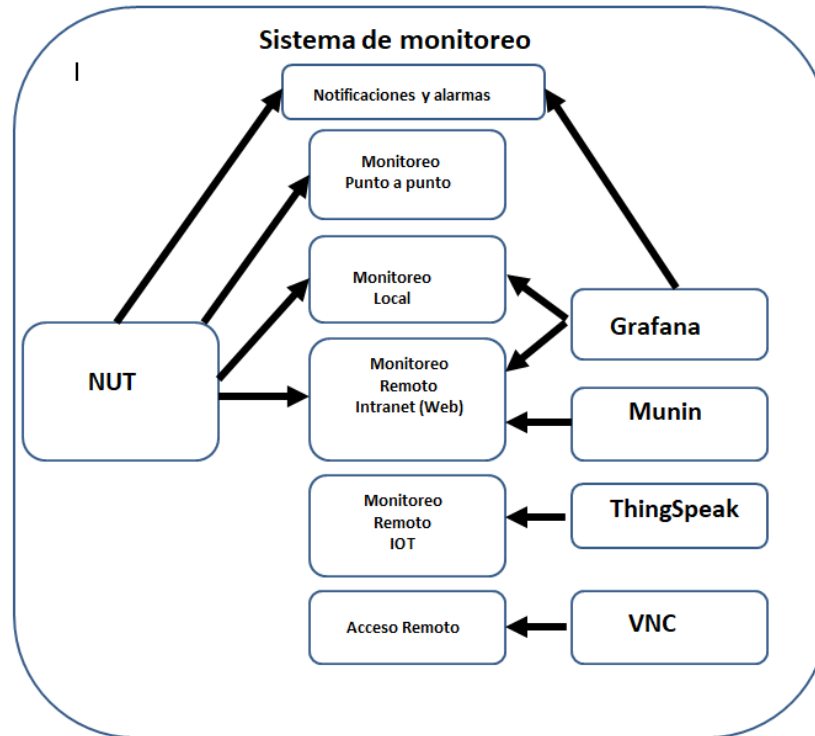 Sistema de monitoreo
I
Notificaciones y alarmas
Monitoreo
Punto a punto
Monitoreo
Local
Grafana
NUT
Monitoreo
Remoto
Intranet (Web)
Munin
Monitoreo
Remoto
IOT
ThingSpeak
Acceso Remoto
VNC